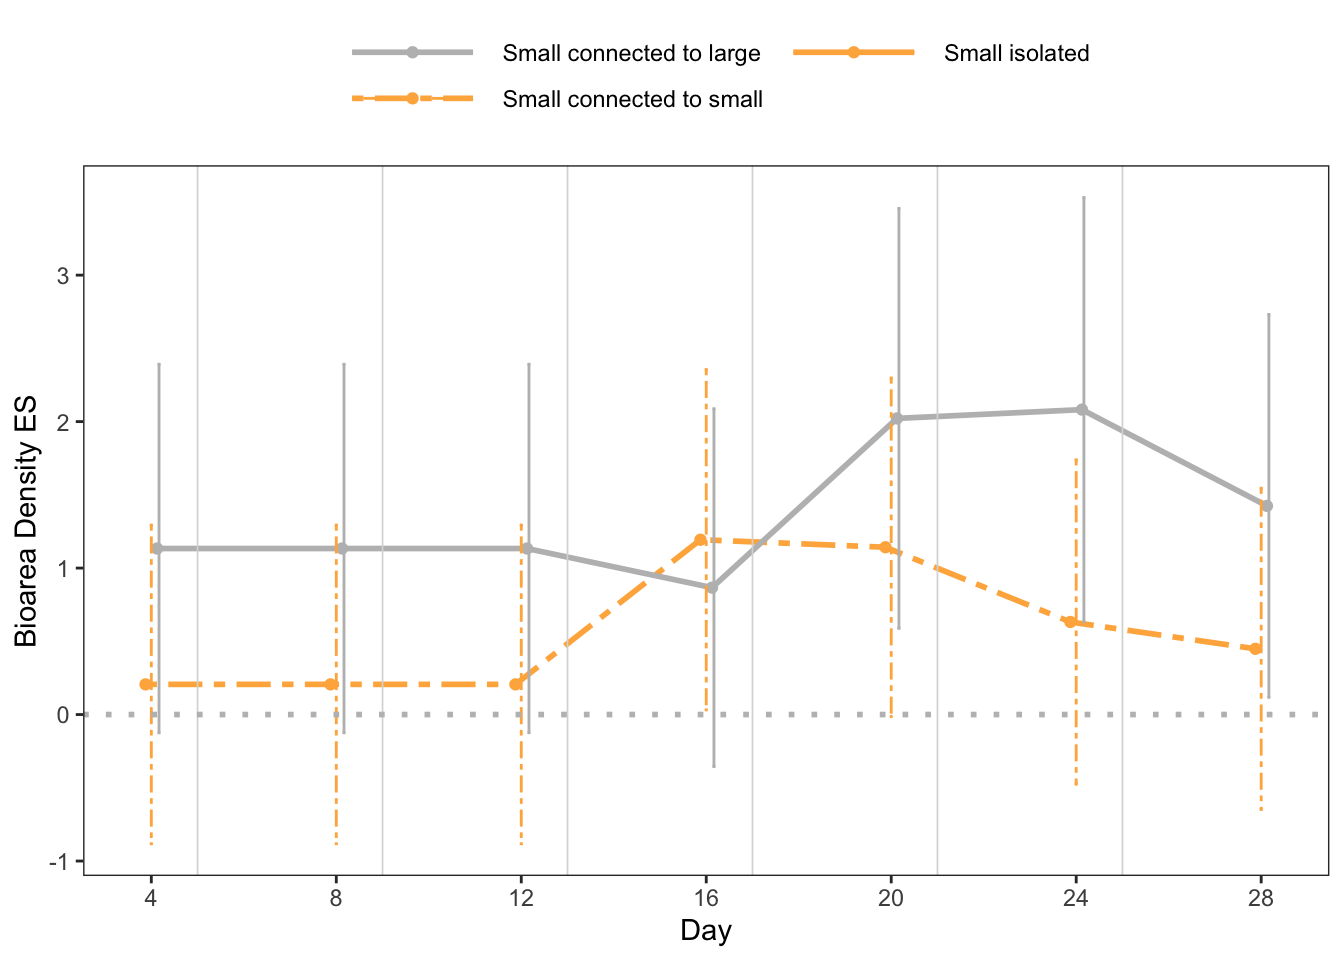 Small connected to large
Small isolated
Small connected to small
Bioarea Density ES
3
2
1
0
-1
4
8
12
16
20
24
28
Day